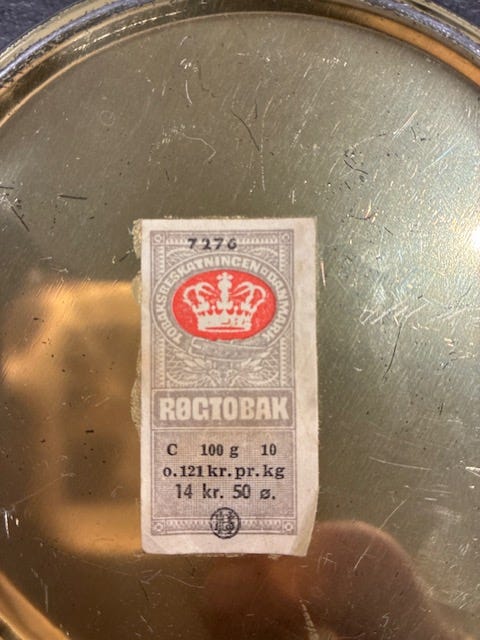 7276
TOBAKSBESKATNINGEN DANMARK
RØGTOBAK
C 100 g 10
o.121 kr. pr. kg
14 kr. 50 ø.